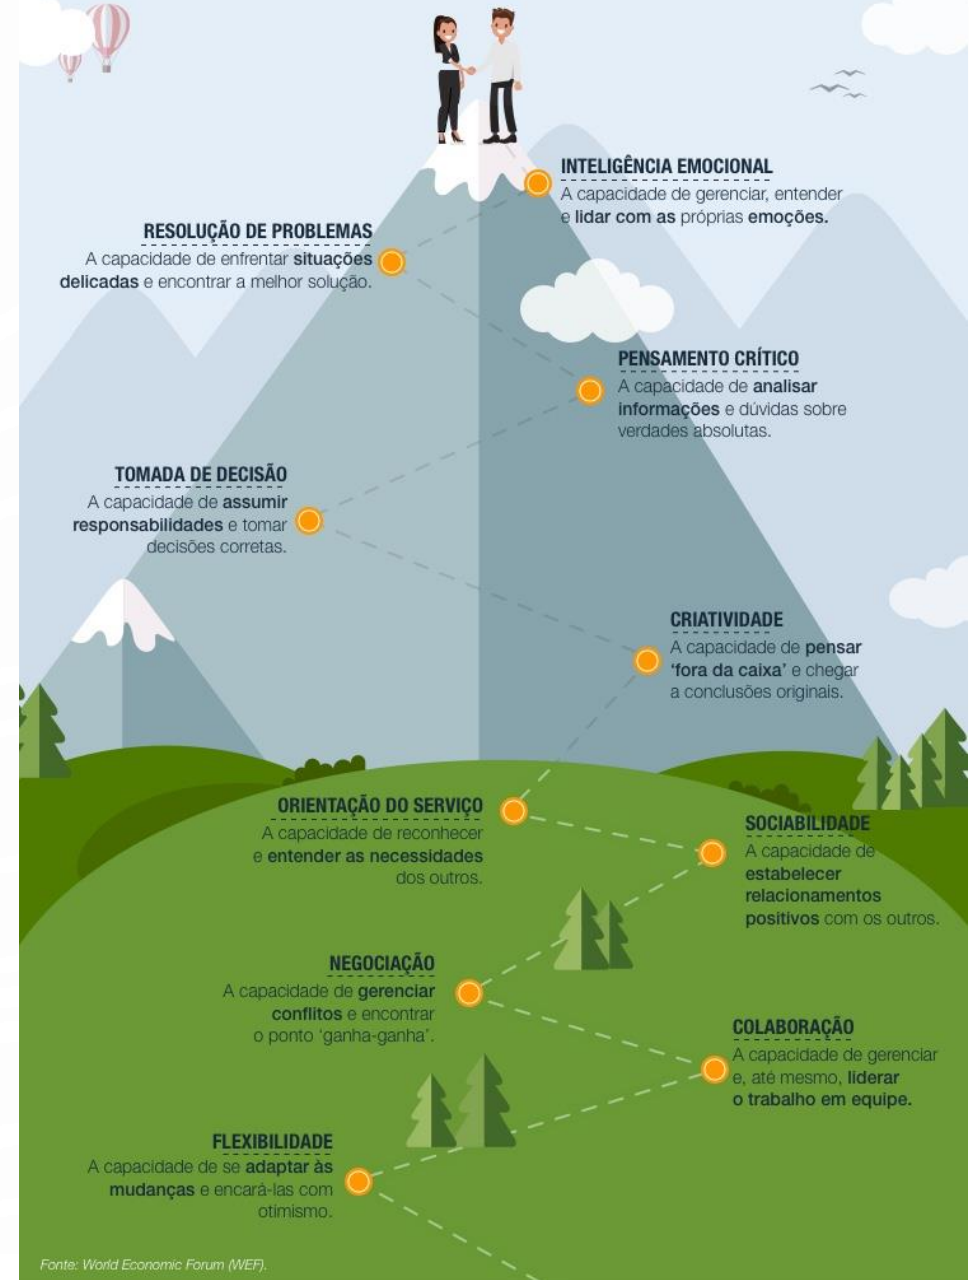 INTELIGÊNCIA EMOCIONAL
A capacidade de gerenciar, entender
e lidar com as próprias emoções.
RESOLUÇÃO DE PROBLEMAS
A capacidade de enfrentar situações
delicadas e encontrar a melhor solução.
PENSAMENTO CRÍTICO
A capacidade de analisar
informações e dúvidas sobre
verdades absolutas.
TOMADA DE DECISÃO
A capacidade de assumir
responsabilidades e tomar
decisões corretas.
CRIATIVIDADE
A capacidade de pensar
‘fora da caixa’ e chegar
a conclusões originais.
ORIENTAÇÃO DO SERVIÇO
A capacidade de reconhecer
e entender as necessidades
dos outros.
SOCIABILIDADE
A capacidade de
estabelecer
relacionamentos
positivos com os outros.
NEGOCIAÇÃO
A capacidade de gerenciar
conflitos e encontrar
o ponto ‘ganha-ganha’.
COLABORAÇÃO
A capacidade de gerenciar
e, até mesmo, liderar
o trabalho em equipe.
FLEXIBILIDADE
A capacidade de se adaptar às
mudanças e encará-las com
otimismo.
Fonte: World Economic Forum (WEF).